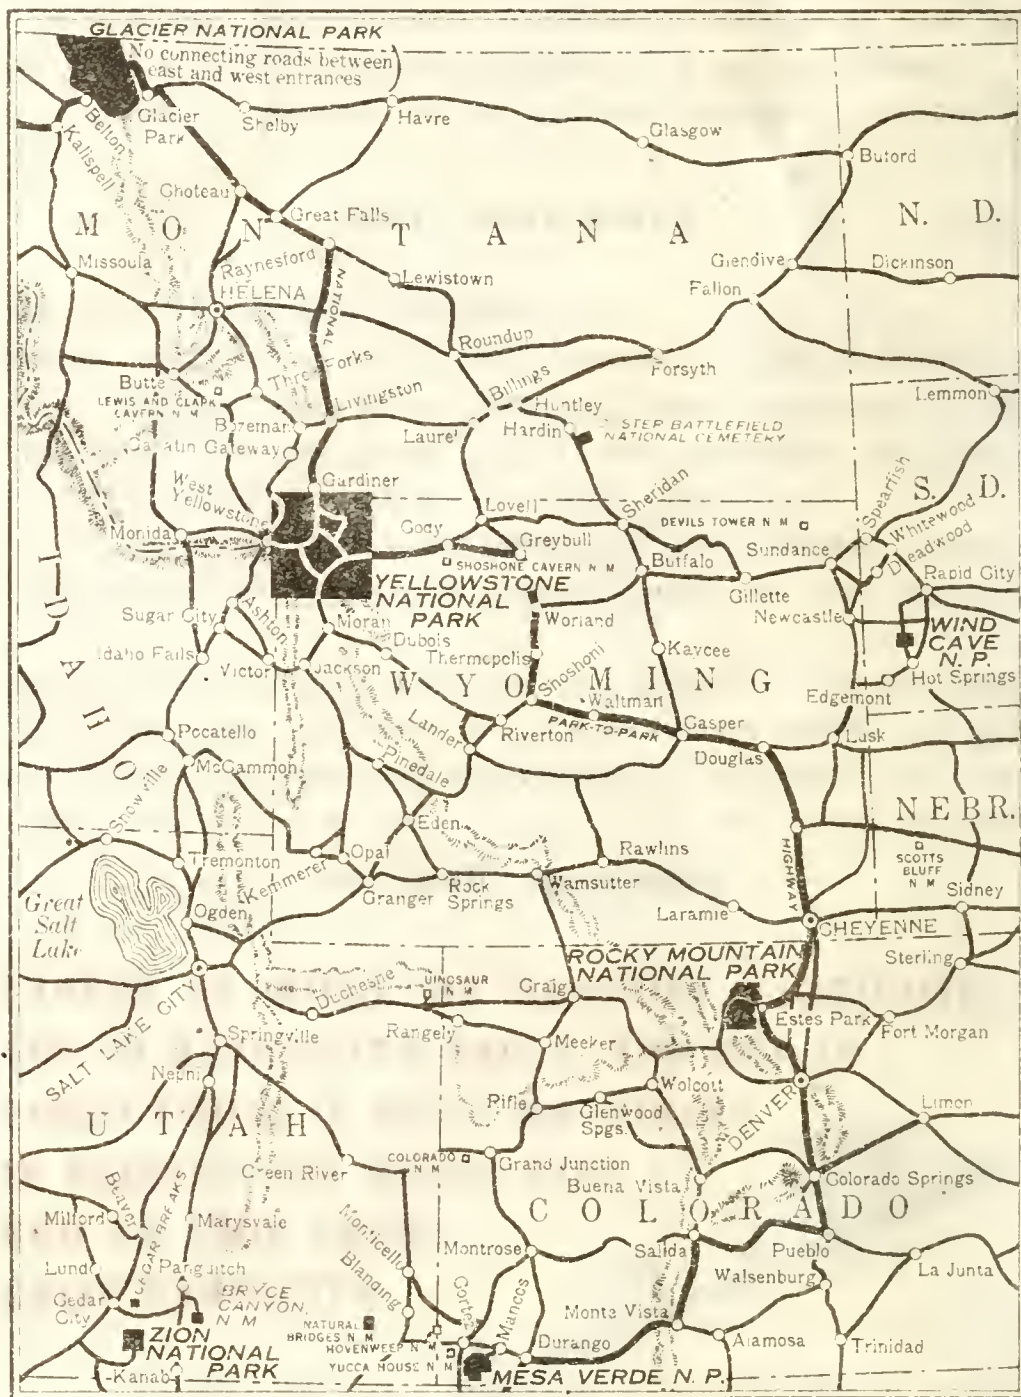 GLACIER NATIONAL PARK
No connecting roads between
east and west entrances
Belton
Kalispell
Glacier
Park
Shelby
Havre
Glasgow
Buford
Choteau
Great Falls
MONTANA
N. D.
Missoula
Raynesford
HELENA
NATIONAL
Lewistown
Glendive
Dickinson
Fallon
Roundup
Forsyth
Butte
Three Forks
LEWIS AND CLARK
CAVERN N M
Livingston
Billings
Huntley
Lemmon
Bozeman
Laurel
Hardin
STER BATTLEFIELD
NATIONAL CEMETERY
Gallatin Gateway
Gardiner
West
Yellowstone
Lovell
Sheridan
DEVILS TOWER N M
Spearfish
S. D.
Whitewood
Deadwood
Monida
Cody
Greybull
Buffalo
Sundance
SHOSHONE CAVERN N M
Gillette
Rapid City
YELLOWSTONE
NATIONAL
PARK
IDAHO
Sugar City
Ashton
Moran
Dubois
Worland
Newcastle
WIND
CAVE
N. P.
Idaho Falls
Victor
Jackson
Thermopolis
Shoshoni
Kaycee
Hot Springs
WYOMING
Edgemont
Waltman
PARK-TO-PARK
Lander
Riverton
Casper
Douglas
Lusk
Pocatello
McCammon
Pinedale
Snowville
Eden
NEBR.
Tremonton
Kemmerer
Opal
Rawlins
HIGHWAY
SCOTTS
BLUFF
N M
Granger
Rock
Springs
Wamsutter
Sidney
Great
Salt
Lake
Ogden
Laramie
CHEYENNE
ROCKY MOUNTAIN
NATIONAL PARK
Sterling
SALT LAKE CITY
Duchesne
DINOSAUR
N M
Craig
Rangely
Estes Park
Fort Morgan
Springville
Meeker
Nephi
Wolcott
DENVER
Rifle
Glenwood
Spgs.
Limon
UTAH
Green River
COLORADO
N M
Grand Junction
Buena Vista
Colorado Springs
COLORADO
Beaver
Milford
CEDAR BREAKS
Marysvale
Monticello
Montrose
Salida
Pueblo
Lund
Panguitch
Blanding
La Junta
Walsenburg
Cedar
City
BRYCE
CANYON
N M
Cortez
Mancos
Monta Vista
NATURAL
BRIDGES N M
HOVENWEEP N M
YUCCA HOUSE N M
Durango
Alamosa
Trinidad
ZION
NATIONAL
PARK
Kanab
MESA VERDE N. P.